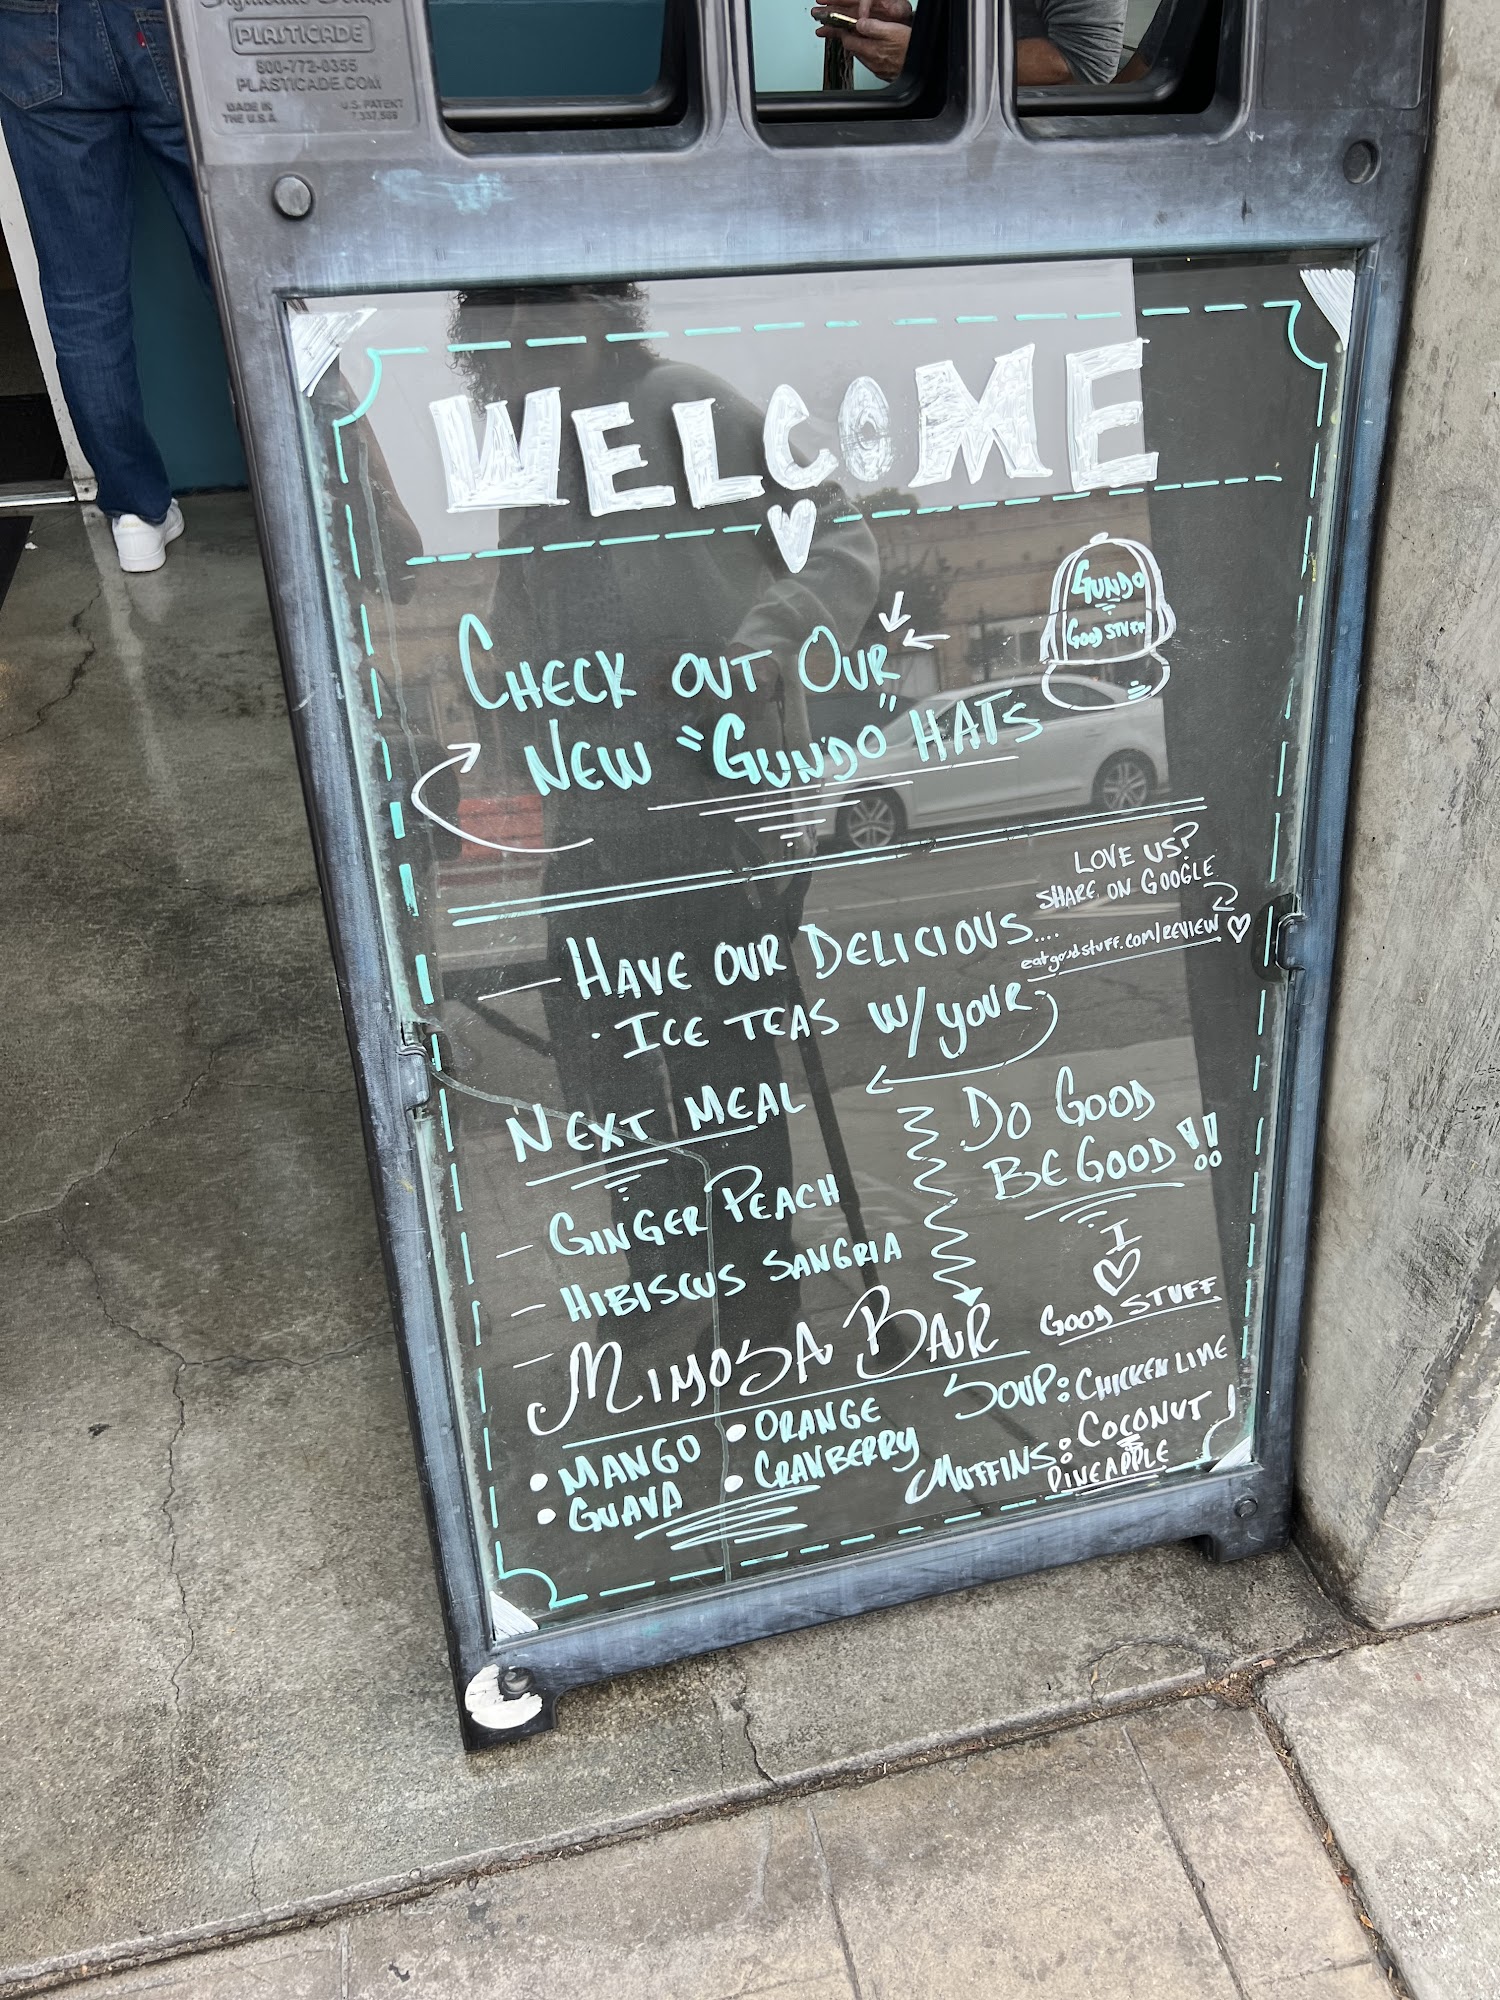 PLASTICADE
800-772-0355
PLASTICADE.COM
MADE IN
THE U.S.A.
U.S. PATENT
WELCOME
GUNDO
GOOD STUFF
CHECK OUT OUR
NEW "GUNDO" HATS
LOVE US?
SHARE ON GOOGLE
eatgoodstuff.com/REVIEW
HAVE OUR DELICIOUS....
· ICE TEAS W/ YOUR
NEXT MEAL
DO GOOD
BE GOOD!!
I
GOOD STUFF
- GINGER PEACH
- HIBISCUS SANGRIA
- MIMOSA BAR
• MANGO
• GUAVA
• ORANGE
• CRANBERRY
SOUP: CHICKEN LIME
MUFFINS: COCONUT
PINEAPPLE